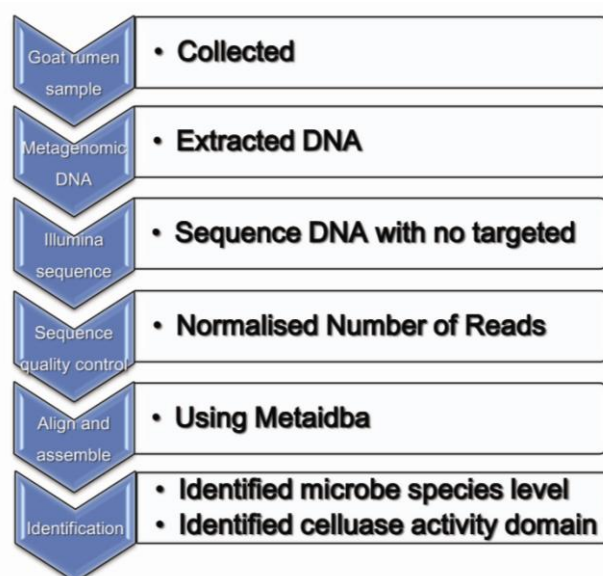 Goat rumen
sample
• Collected
Metagenomic
DNA
• Extracted DNA
Illumina
sequence
• Sequence DNA with no targeted
Sequence
quality control
• Normalised Number of Reads
Align and
assemble
• Using Metaidba
Identification
• Identified microbe species level
• Identified celluase activity domain